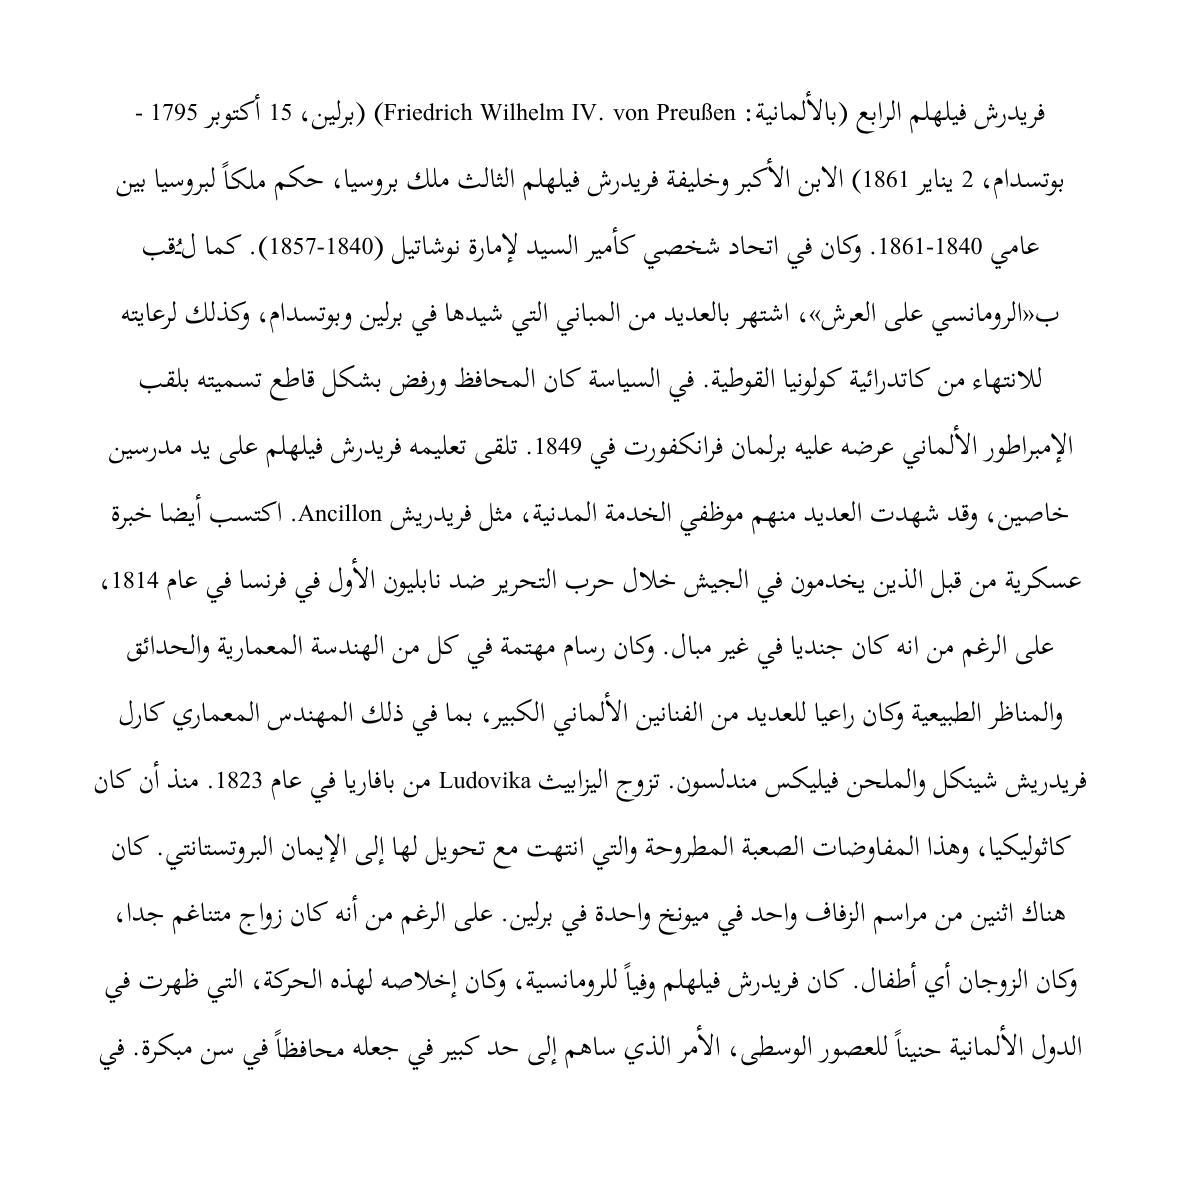 فريدرش فيلهلم الرابع (بالألمانية: Friedrich Wilhelm IV. von Preußen) (برلين، 15 أكتوبر 1795 -
بوتسدام، 2 يناير 1861) الابن الأكبر وخليفة فريدرش فيلهلم الثالث ملك بروسيا، حكم ملكاً لبروسيا بين
عامي 1840-1861. وكان في اتحاد شخصي كأمير السيد لإمارة نوشاتيل (1840-1857). كما لـُقب
ب«الرومانسي على العرش»، اشتهر بالعديد من المباني التي شيدها في برلين وبوتسدام، وكذلك لرعايته
للانتهاء من كاتدرائية كولونيا القوطية. في السياسة كان المحافظ ورفض بشكل قاطع تسميته بلقب
الإمبراطور الألماني عرضه عليه برلمان فرانكفورت في 1849. تلقى تعليمه فريدرش فيلهلم على يد مدرسين
خاصين، وقد شهدت العديد منهم موظفي الخدمة المدنية، مثل فريدريش Ancillon. اكتسب أيضا خبرة
عسكرية من قبل الذين يخدمون في الجيش خلال حرب التحرير ضد نابليون الأول في فرنسا في عام 1814،
على الرغم من انه كان جنديا في غير مبال. وكان رسام مهتمة في كل من الهندسة المعمارية والحدائق
والمناظر الطبيعية وكان راعيا للعديد من الفنانين الألماني الكبير، بما في ذلك المهندس المعماري كارل
فريدريش شينكل والملحن فيليكس مندلسون. تزوج اليزابيث Ludovika من بافاريا في عام 1823. منذ أن كان
كاثوليكيا، وهذا المفاوضات الصعبة المطروحة والتي انتهت مع تحويل لها إلى الإيمان البروتستانتي. كان
هناك اثنين من مراسم الزفاف واحد في ميونخ واحدة في برلين. على الرغم من أنه كان زواج متناغم جدا،
وكان الزوجان أي أطفال. كان فريدرش فيلهلم وفياً للرومانسية، وكان إخلاصه لهذه الحركة، التي ظهرت في
الدول الألمانية حنيناً للعصور الوسطى، الأمر الذي ساهم إلى حد كبير في جعله محافظاً في سن مبكرة. في